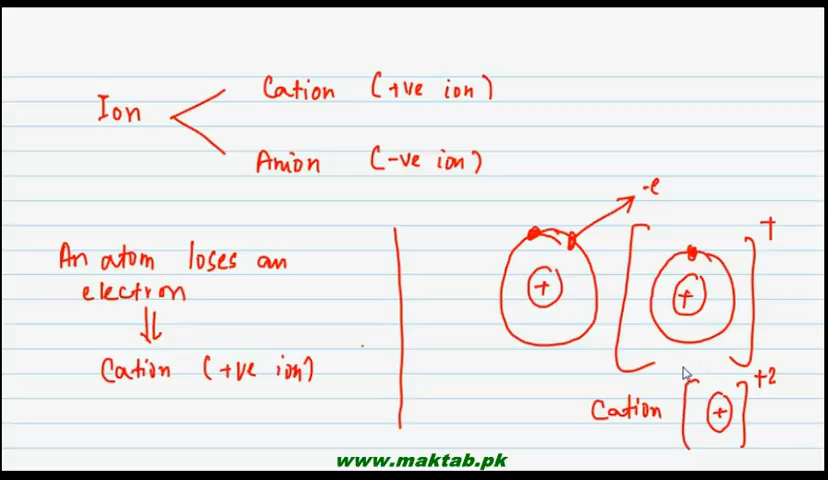 Ion
Cation (+ve ion)
Anion (-ve ion)
An atom loses an
electron
⇓
Cation (+ve ion)
-e
+
+
+
Cation [+]+2
www.maktab.pk